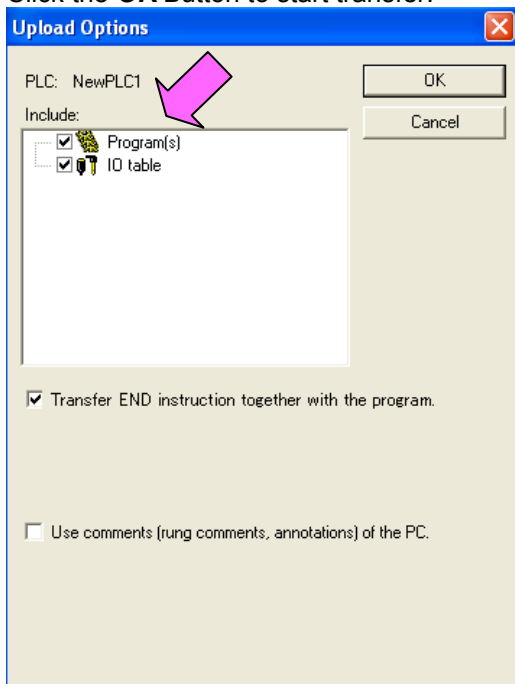 Click the OK Button to start transfer.
Upload Options
PLC: NewPLC1
OK
Include:
Cancel
Program(s)
IO table
Transfer END instruction together with the program.
Use comments (rung comments, annotations) of the PC.